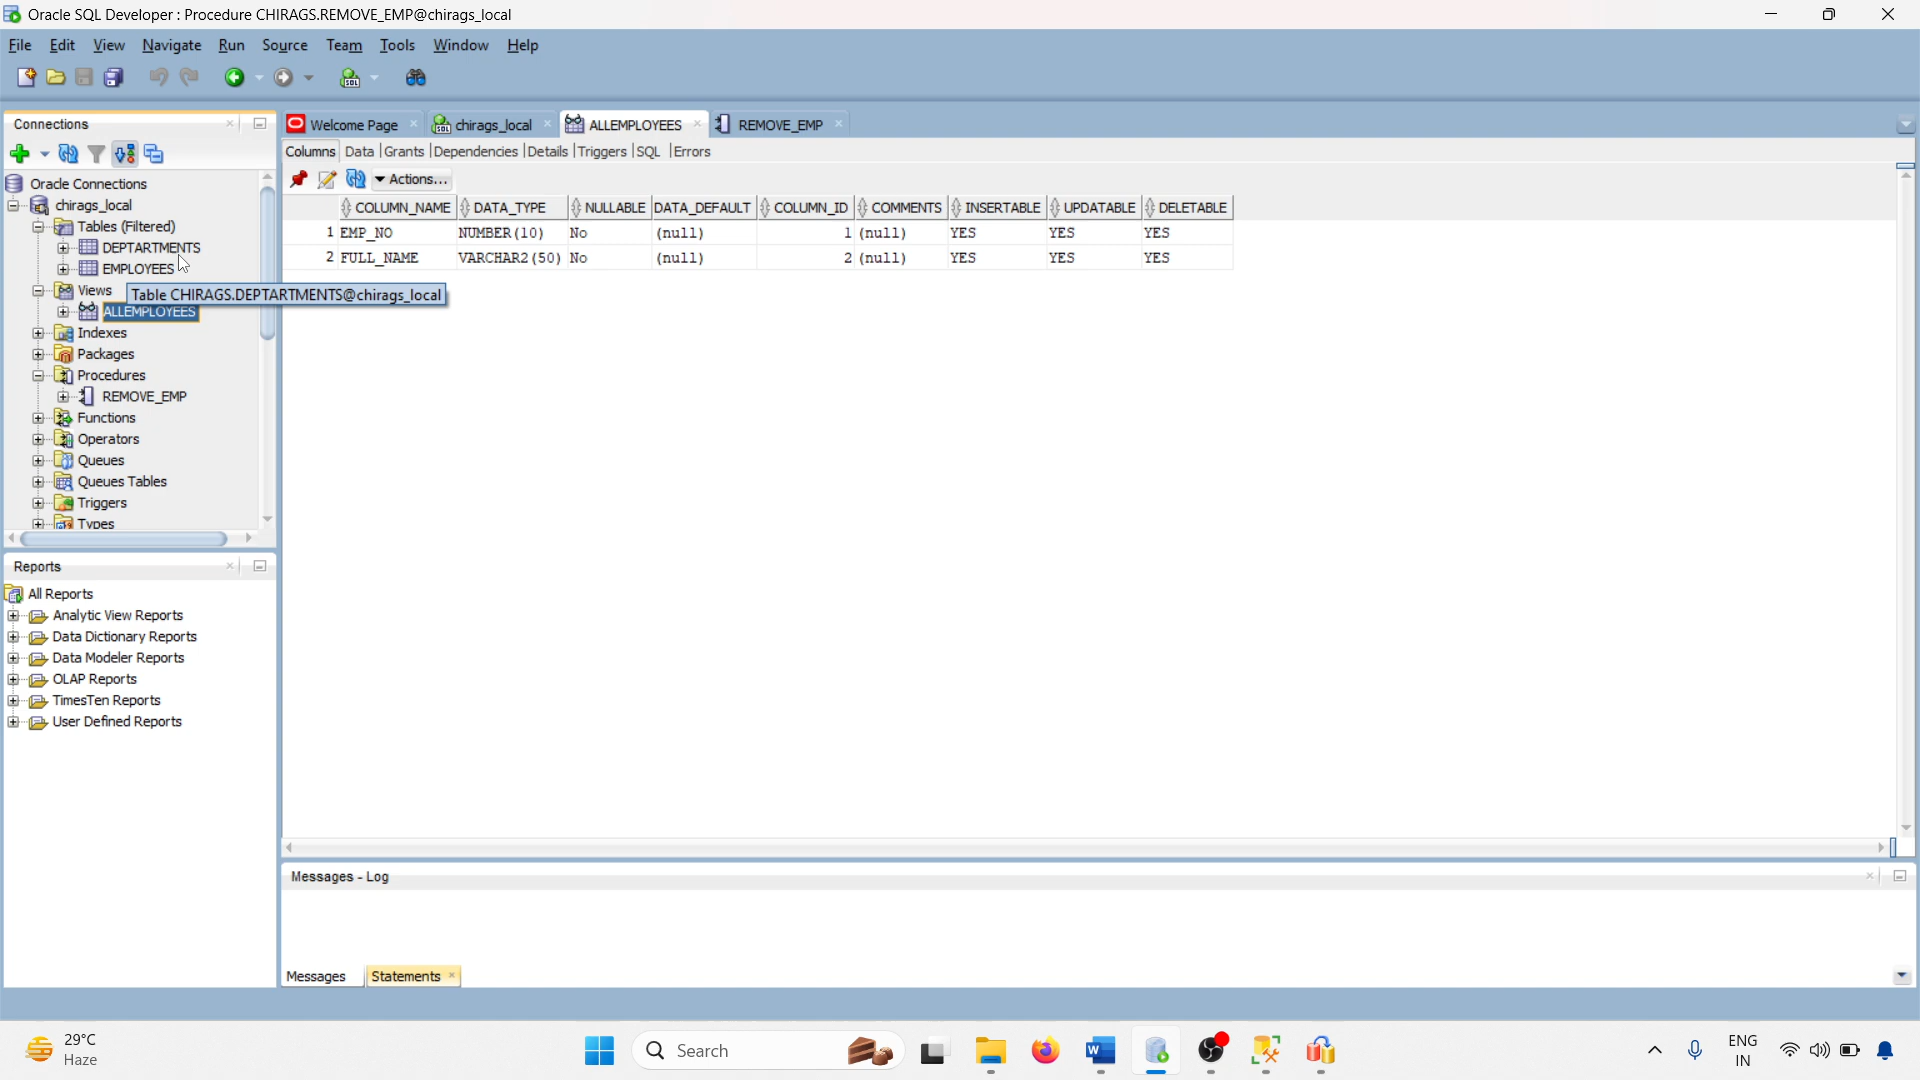 Oracle SQL Developer : Procedure CHIRAGS.REMOVE_EMP@chirags_local
File Edit View Navigate Run Source Team Tools Window Help
Connections
Welcome Page chirags_local ALLEMPLOYEES REMOVE_EMP
Columns Data Grants Dependencies Details Triggers SQL Errors
Actions...
Oracle Connections
chirags_local
Tables (Filtered)
DEPTARTMENTS
EMPLOYEES
Views
Table CHIRAGS.DEPTARTMENTS@chirags_local
ALLEMPLOYEES
Indexes
Packages
Procedures
REMOVE_EMP
Functions
Operators
Queues
Queues Tables
Triggers
Types
COLUMN_NAME DATA_TYPE NULLABLE DATA_DEFAULT COLUMN_ID COMMENTS INSERTABLE UPDATABLE DELETABLE
1 EMP_NO NUMBER(10) No (null) 1 (null) YES YES YES
2 FULL_NAME VARCHAR2(50) No (null) 2 (null) YES YES YES
Reports
All Reports
Analytic View Reports
Data Dictionary Reports
Data Modeler Reports
OLAP Reports
TimesTen Reports
User Defined Reports
Messages - Log
Messages Statements
29°C
Haze
Search
ENG
IN